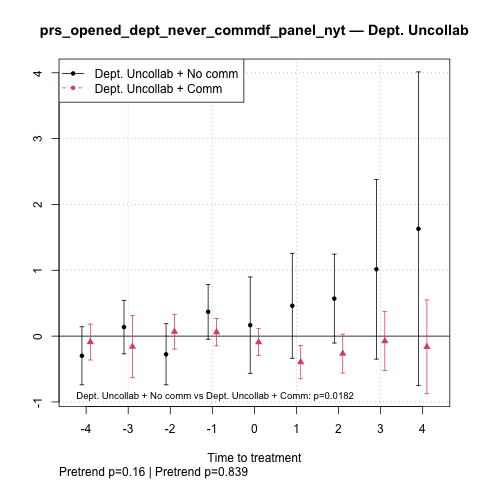 prs_opened_dept_never_commdf_panel_nyt — Dept. Uncollab
Dept. Uncollab + No comm
Dept. Uncollab + Comm
4
3
2
1
0
-1
Dept. Uncollab + No comm vs Dept. Uncollab + Comm: p=0.0182
-4 -3 -2 -1 0 1 2 3 4
Time to treatment
Pretrend p=0.16 | Pretrend p=0.839